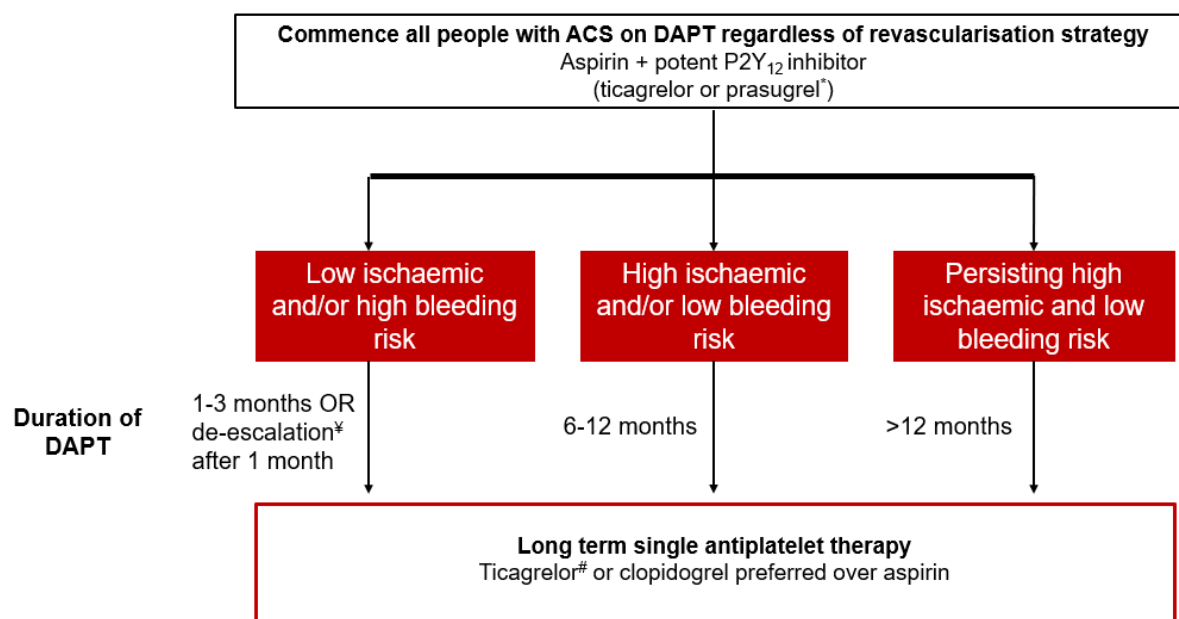 Commence all people with ACS on DAPT regardless of revascularisation strategy
Aspirin + potent P2Y₁₂ inhibitor
(ticagrelor or prasugrel*)
Low ischaemic
and/or high bleeding
risk
High ischaemic
and/or low bleeding
risk
Persisting high
ischaemic and low
bleeding risk
Duration of
DAPT
1-3 months OR
de-escalation¥
after 1 month
6-12 months
>12 months
Long term single antiplatelet therapy
Ticagrelor# or clopidogrel preferred over aspirin